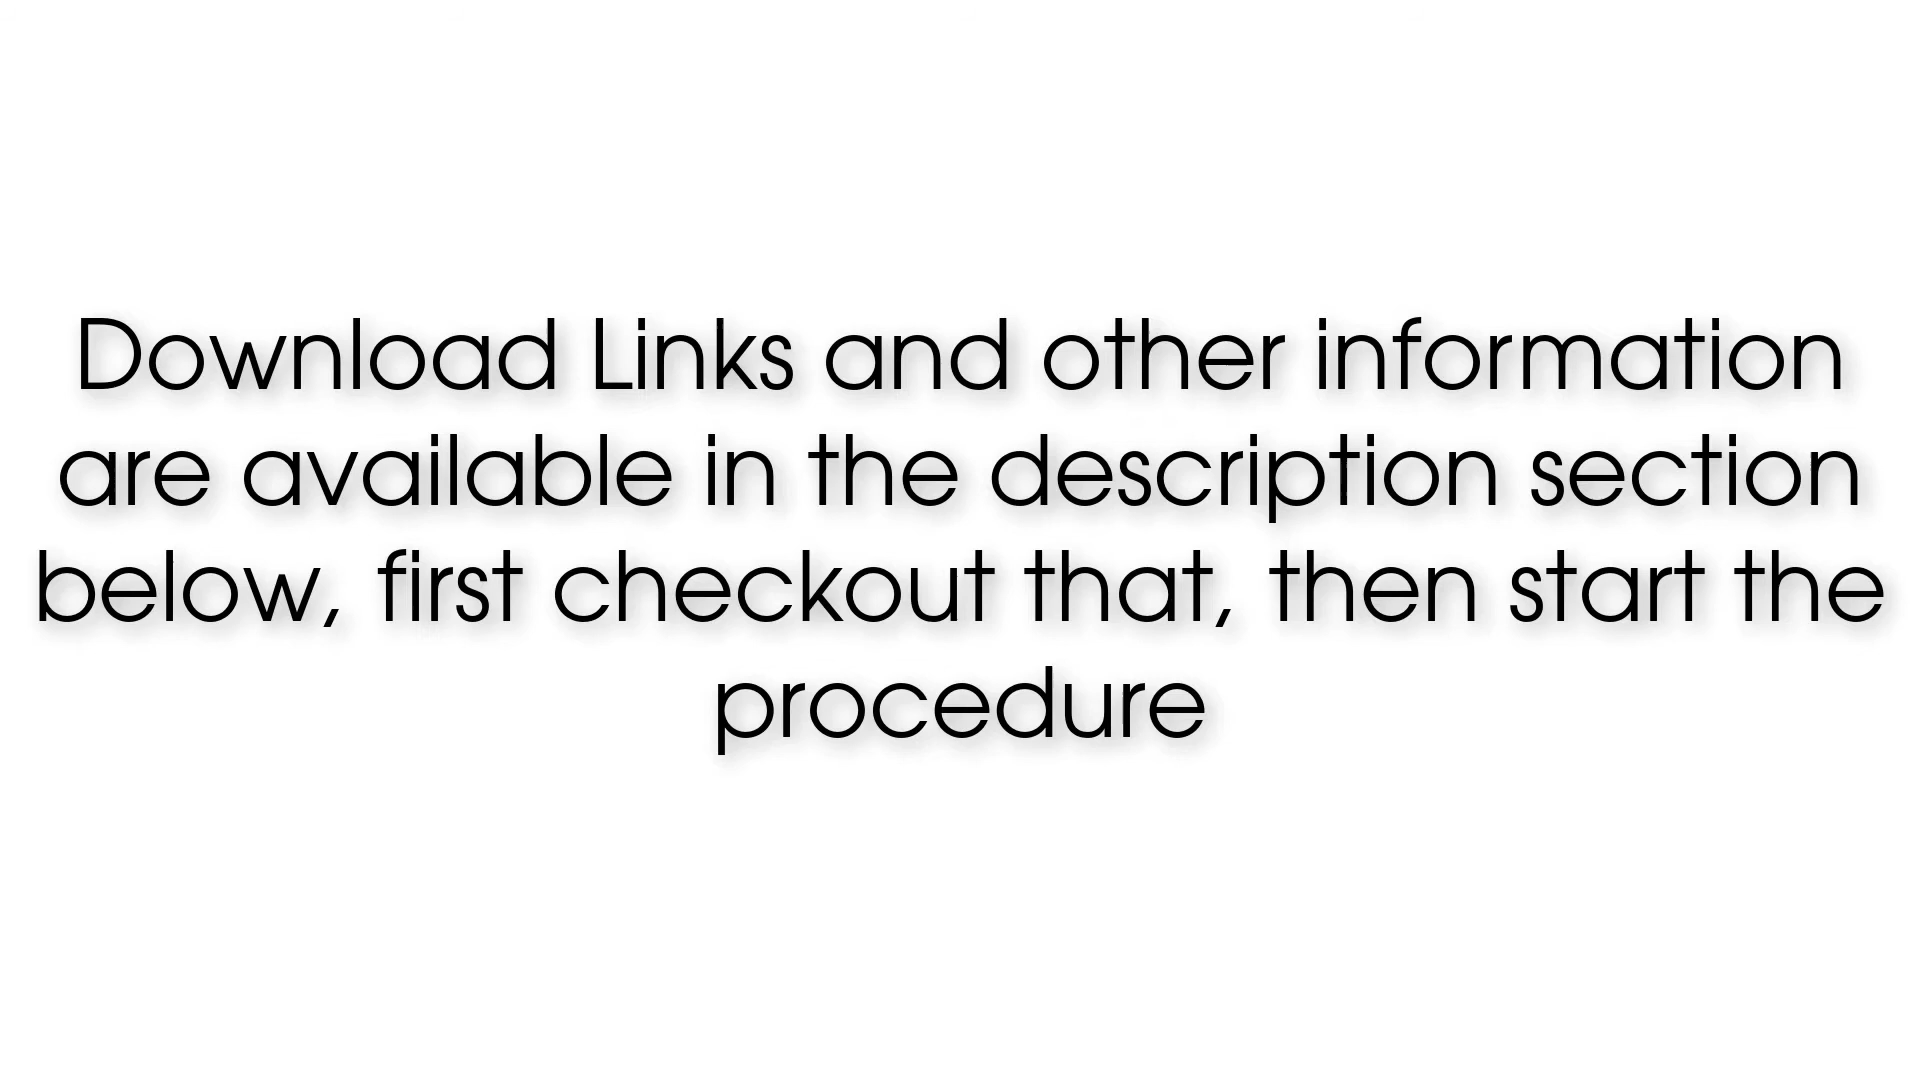 Download Links and other information
are available in the description section
below, first checkout that, then start the
procedure